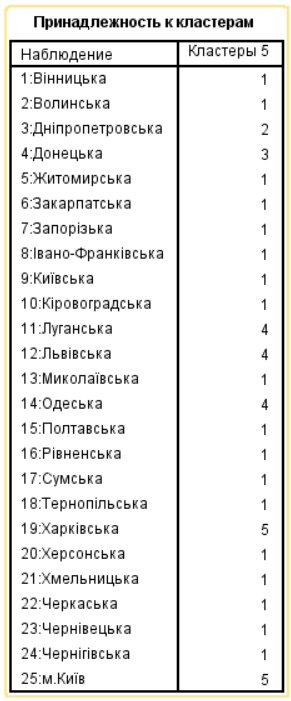 Принадлежность к кластерам
Наблюдение Кластеры 5
1:Вінницька 1
2:Волинська 1
3:Дніпропетровська 2
4:Донецька 3
5:Житомирська 1
6:Закарпатська 1
7:Запорізька 1
8:Івано-Франківська 1
9:Київська 1
10:Кіровоградська 1
11:Луганська 4
12:Львівська 4
13:Миколаївська 1
14:Одеська 4
15:Полтавська 1
16:Рівненська 1
17:Сумська 1
18:Тернопільська 1
19:Харківська 5
20:Херсонська 1
21:Хмельницька 1
22:Черкаська 1
23:Чернівецька 1
24:Чернігівська 1
25:м.Київ 5